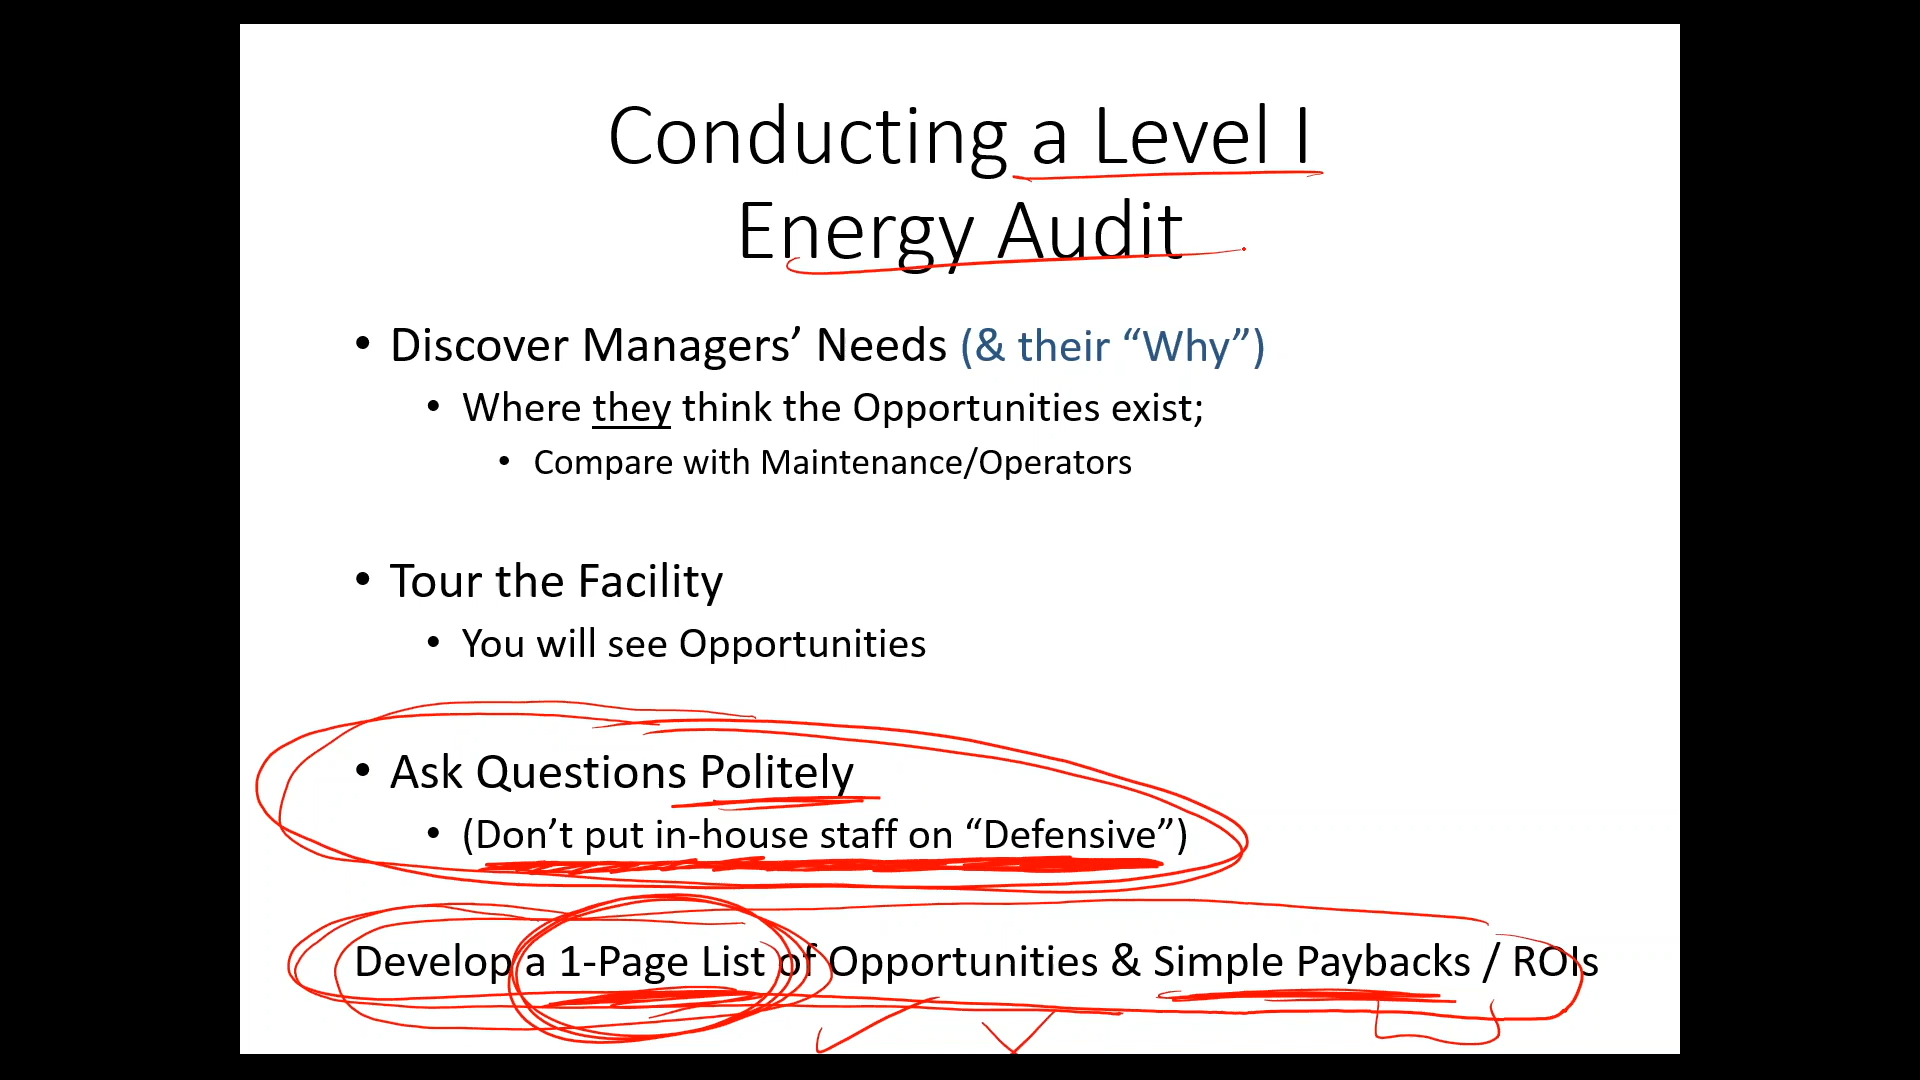 Conducting a Level I
Energy Audit
• Discover Managers’ Needs (& their “Why”)
• Where they think the Opportunities exist;
• Compare with Maintenance/Operators
• Tour the Facility
• You will see Opportunities
• Ask Questions Politely
• (Don’t put in-house staff on “Defensive”)
Develop a 1-Page List of Opportunities & Simple Paybacks / ROIs